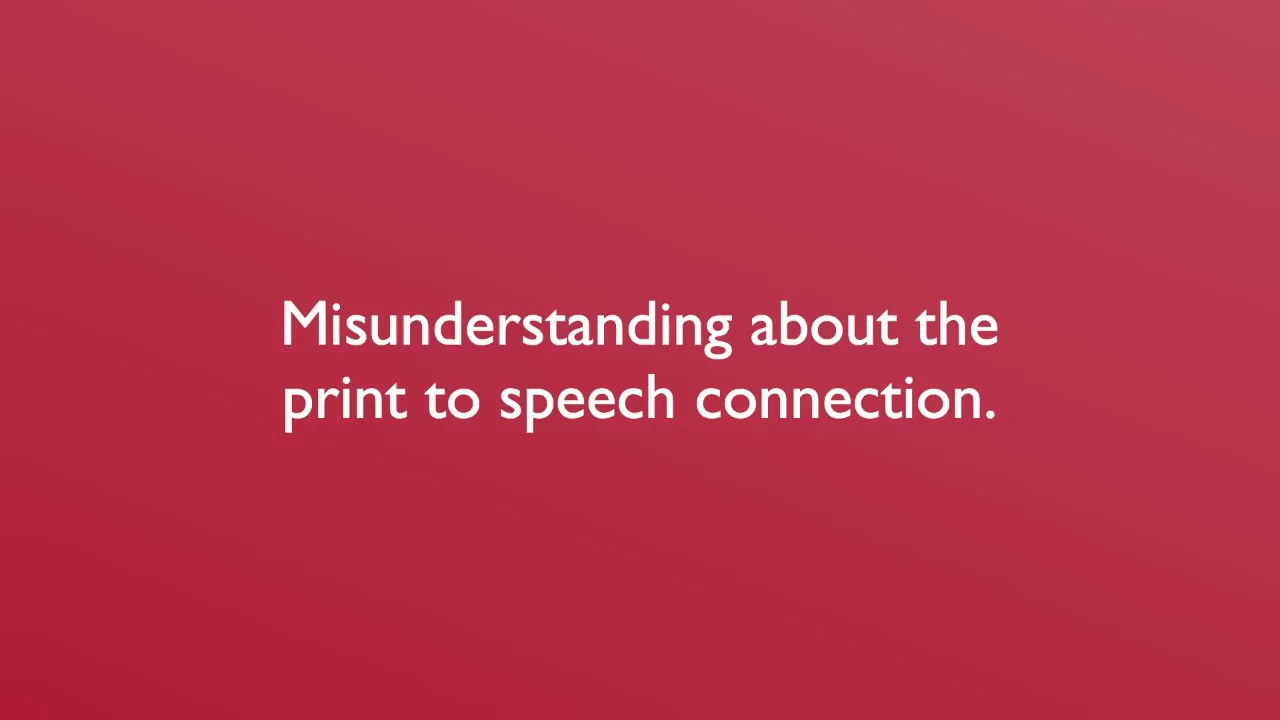 Misunderstanding about the
print to speech connection.